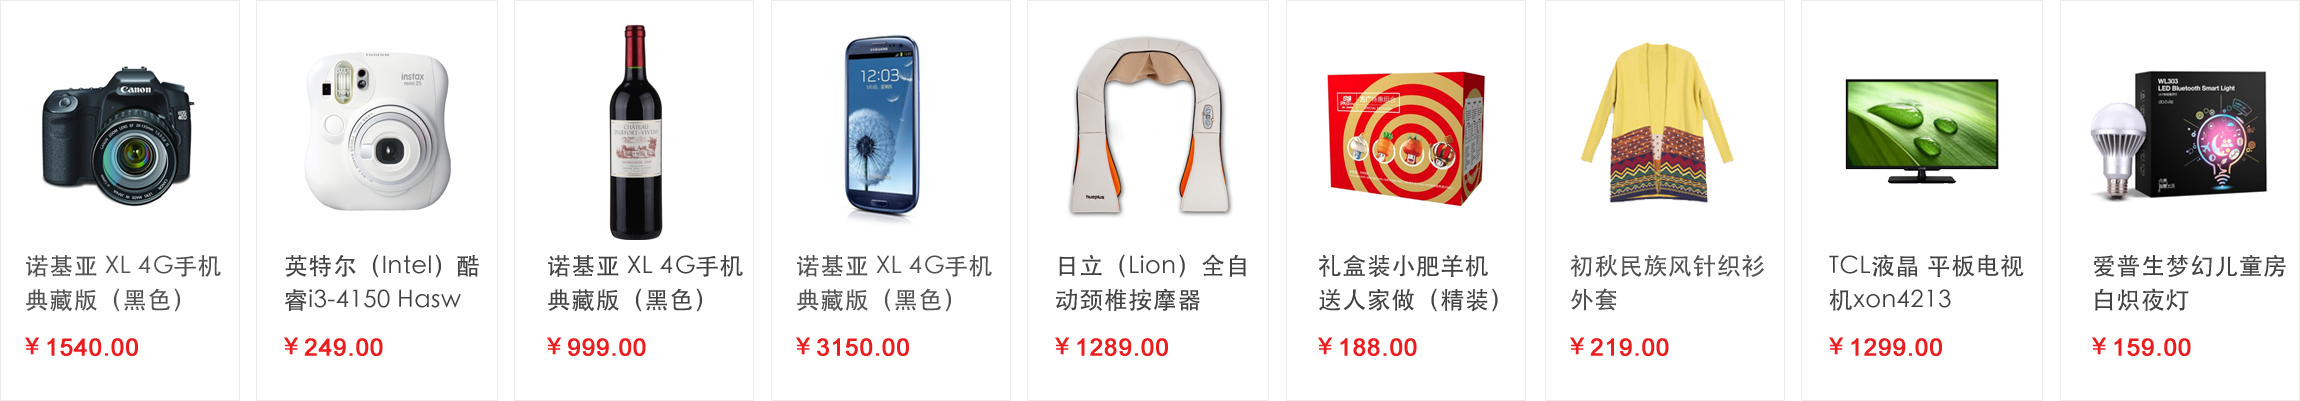 Canon
instax
mini 25
CHATEAU
SAMSUNG
12:03
hueplus
WL303
LED Bluetooth Smart Light
诺基亚 XL 4G手机
典藏版（黑色）
¥ 1540.00
英特尔（Intel）酷
睿i3-4150 Hasw
¥ 249.00
诺基亚 XL 4G手机
典藏版（黑色）
¥ 999.00
诺基亚 XL 4G手机
典藏版（黑色）
¥ 3150.00
日立（Lion）全自
动颈椎按摩器
¥ 1289.00
礼盒装小肥羊机
送人家做（精装）
¥ 188.00
初秋民族风针织衫
外套
¥ 219.00
TCL液晶 平板电视
机xon4213
¥ 1299.00
爱普生梦幻儿童房
白炽夜灯
¥ 159.00